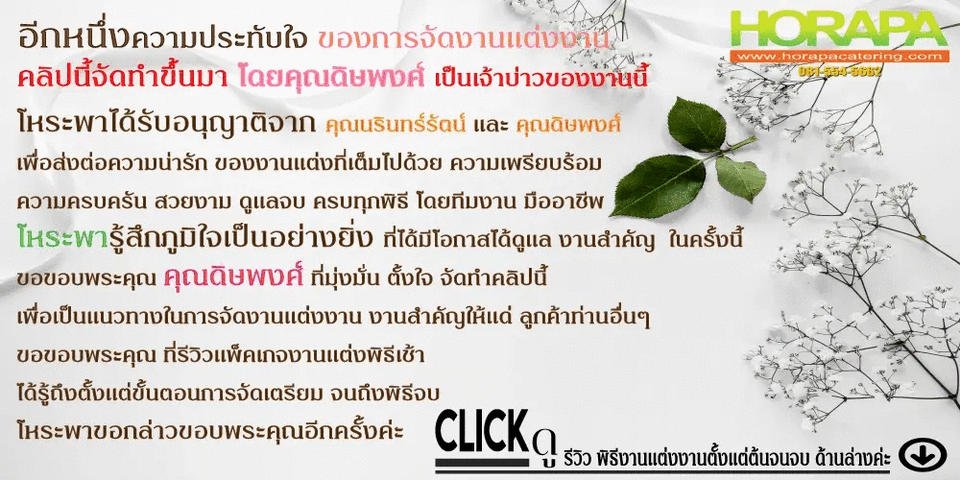 อีกหนึ่งความประทับใจ ของการจัดงานแต่งงาน
คลิปนี้จัดทำขึ้นมา โดยคุณดิษพงศ์ เป็นเจ้าบ่าวของงานนี้
โหระพาได้รับอนุญาติจาก คุณนรินทร์รัตน์ และ คุณดิษพงศ์
เพื่อส่งต่อความน่ารัก ของงานแต่งที่เต็มไปด้วย ความเพรียบร้อม
ความครบครัน สวยงาม ดูแลจบ ครบทุกพิธี โดยทีมงาน มืออาชีพ
โหระพารู้สึกภูมิใจเป็นอย่างยิ่ง ที่ได้มีโอกาสได้ดูแล งานสำคัญ ในครั้งนี้
ขอขอบพระคุณ คุณดิษพงศ์ ที่มุ่งมั่น ตั้งใจ จัดทำคลิปนี้
เพื่อเป็นแนวทางในการจัดงานแต่งงาน งานสำคัญให้แด่ ลูกค้าท่านอื่นๆ
ขอขอบพระคุณ ที่รีวิวแพ็คเกจงานแต่งพิธีเช้า
ได้รู้ถึงตั้งแต่ขั้นตอนการจัดเตรียม จนถึงพิธีจบ
โหระพาขอกล่าวขอบพระคุณอีกครั้งค่ะ
HORAPA
www.horapacatering.com
081-554-5662
CLICK ดู รีวิว พิธีงานแต่งงานตั้งแต่ต้นจนจบ ด้านล่างค่ะ